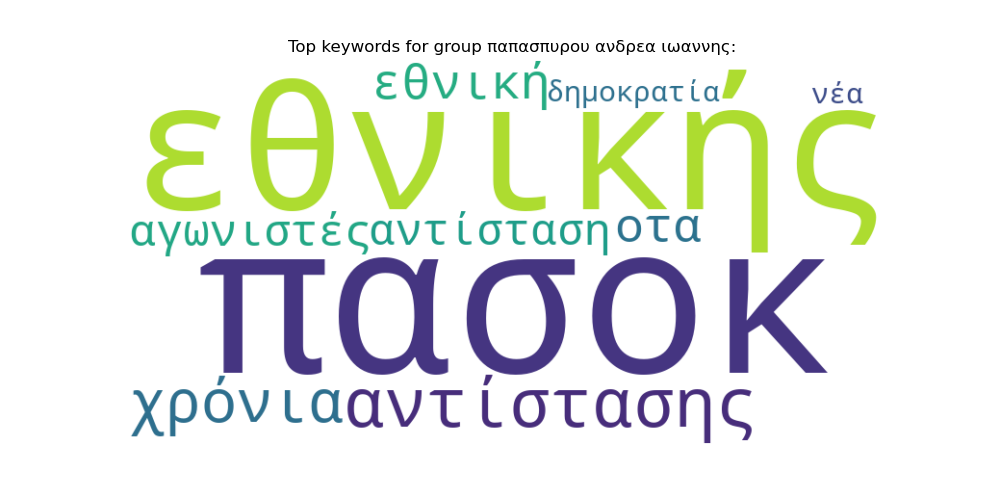 Top keywords for group παπασπυρου ανδρεα ιωαννης:
εθνική δημοκρατία νέα
εθνικής
αγωνιστές αντίσταση οτα
πασοκ
χρόνια αντίστασης